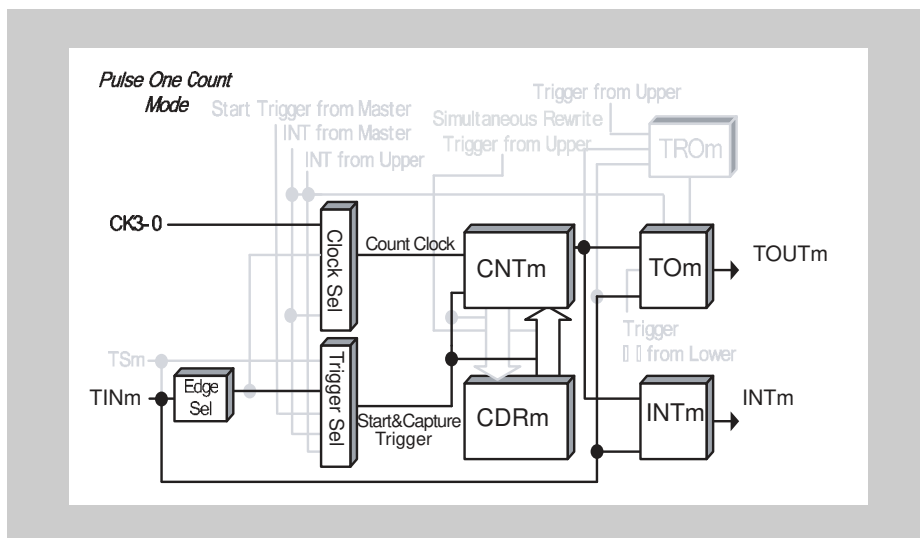 Pulse One Count
Mode
Trigger from Upper
Start Trigger from Master
Simultaneous Rewrite
INT from Master
Trigger from Upper
TROm
INT from Upper
CK3-0
Clock Sel
Count Clock
CNTm
TOm
TOUTm
Trigger
from Lower
TSm
TINm
Edge
Sel
Trigger Sel
Start&Capture
Trigger
CDRm
INTm
INTm